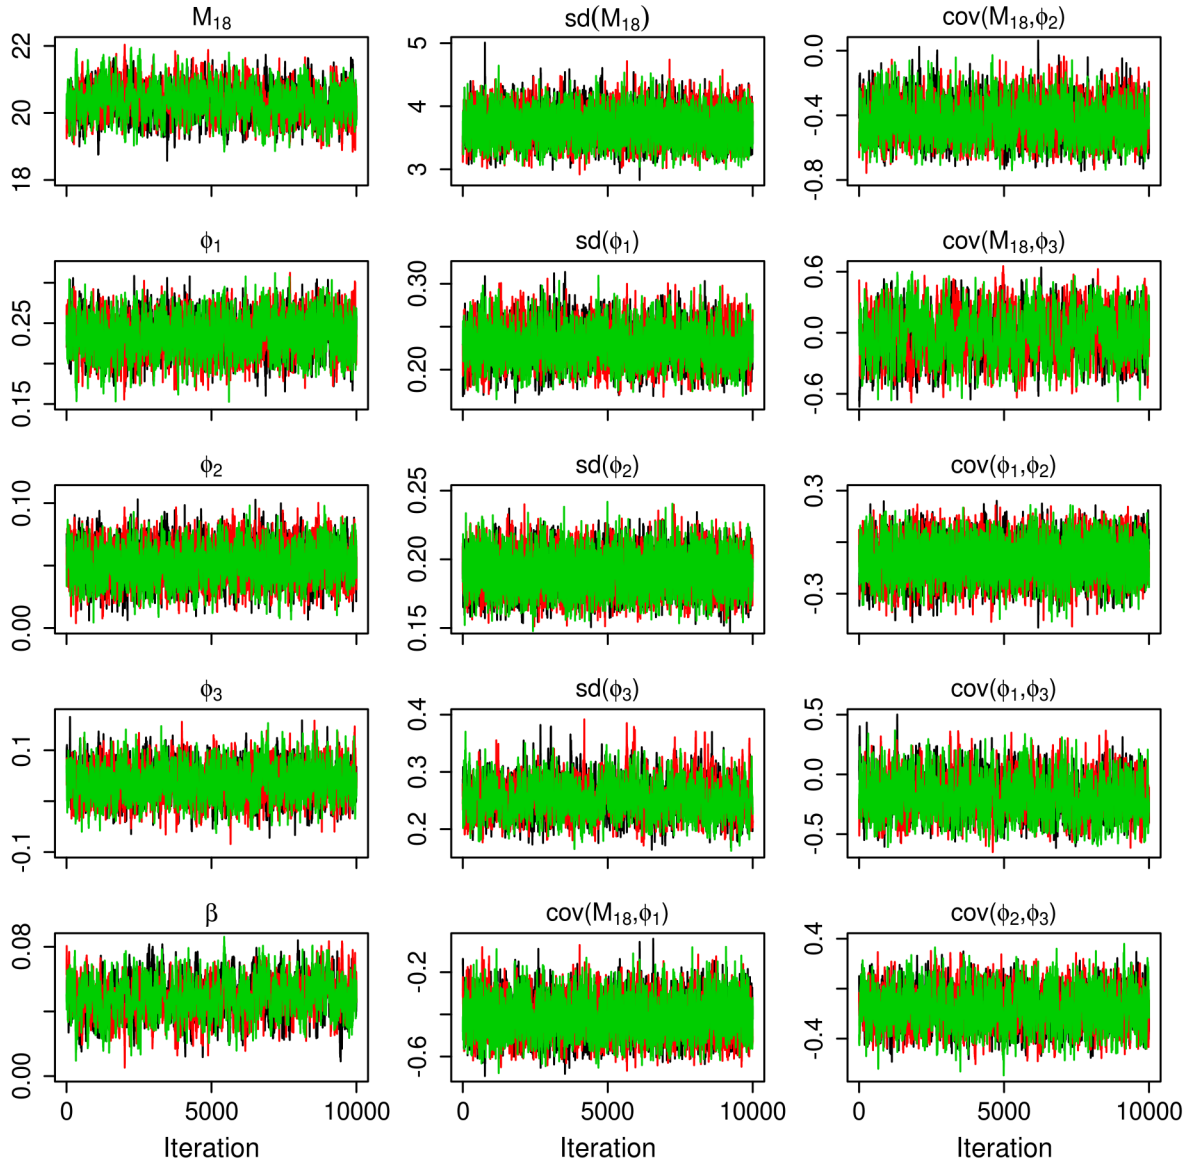 M₁₈
sd(M₁₈)
cov(M₁₈,ϕ₂)
18 20 22
3 4 5
-0.8 -0.4 0.0
ϕ₁
sd(ϕ₁)
cov(M₁₈,ϕ₃)
0.15 0.25
0.20 0.30
-0.6 0.0 0.6
ϕ₂
sd(ϕ₂)
cov(ϕ₁,ϕ₂)
0.00 0.10
0.15 0.20 0.25
-0.3 0.3
ϕ₃
sd(ϕ₃)
cov(ϕ₁,ϕ₃)
-0.1 0.1
0.2 0.3 0.4
-0.5 0.0 0.5
β
cov(M₁₈,ϕ₁)
cov(ϕ₂,ϕ₃)
0.00 0.08
-0.6 -0.2
-0.4 0.4
0 5000 10000
0 5000 10000
0 5000 10000
Iteration
Iteration
Iteration